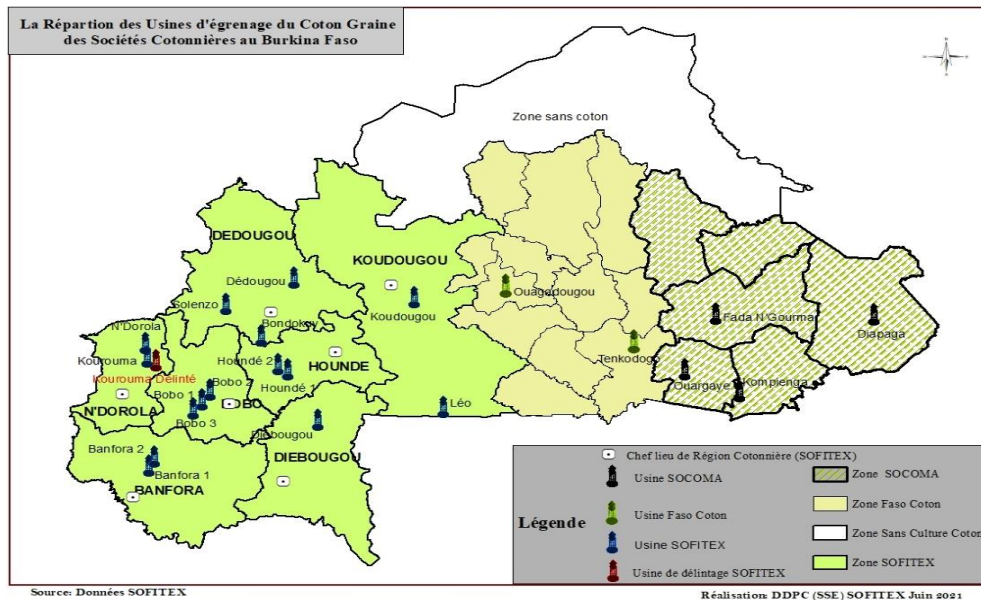 La Répartion des Usines d'égrenage du Coton Graine
des Sociétés Cotonnières au Burkina Faso
Zone sans coton
DEDOUGOU
KOUDOUGOU
Dédougou
Ouagadougou
Solenzo
Koudougou
Fada N'Gourma
Diapaga
N'Dorola
Bondokuy
Kourouma
Houndé 2
HOUNDE
Tenkodogo
Kourouma Délinté
Houndé 1
Ouargaye
Kompienga
Bobo 1
Bobo 2
N'DOROLA
Bobo 3
Léo
Diébougou
Banfora 2
DIEBOUGOU
Banfora 1
BANFORA
Légende
Chef lieu de Région Cotonnière (SOFITEX)
Usine SOCOMA
Zone SOCOMA
Usine Faso Coton
Zone Faso Coton
Usine SOFITEX
Zone Sans Culture Coton
Usine de délintage SOFITEX
Zone SOFITEX
Source: Données SOFITEX
Réalisation: DDPC (SSE) SOFITEX Juin 2021